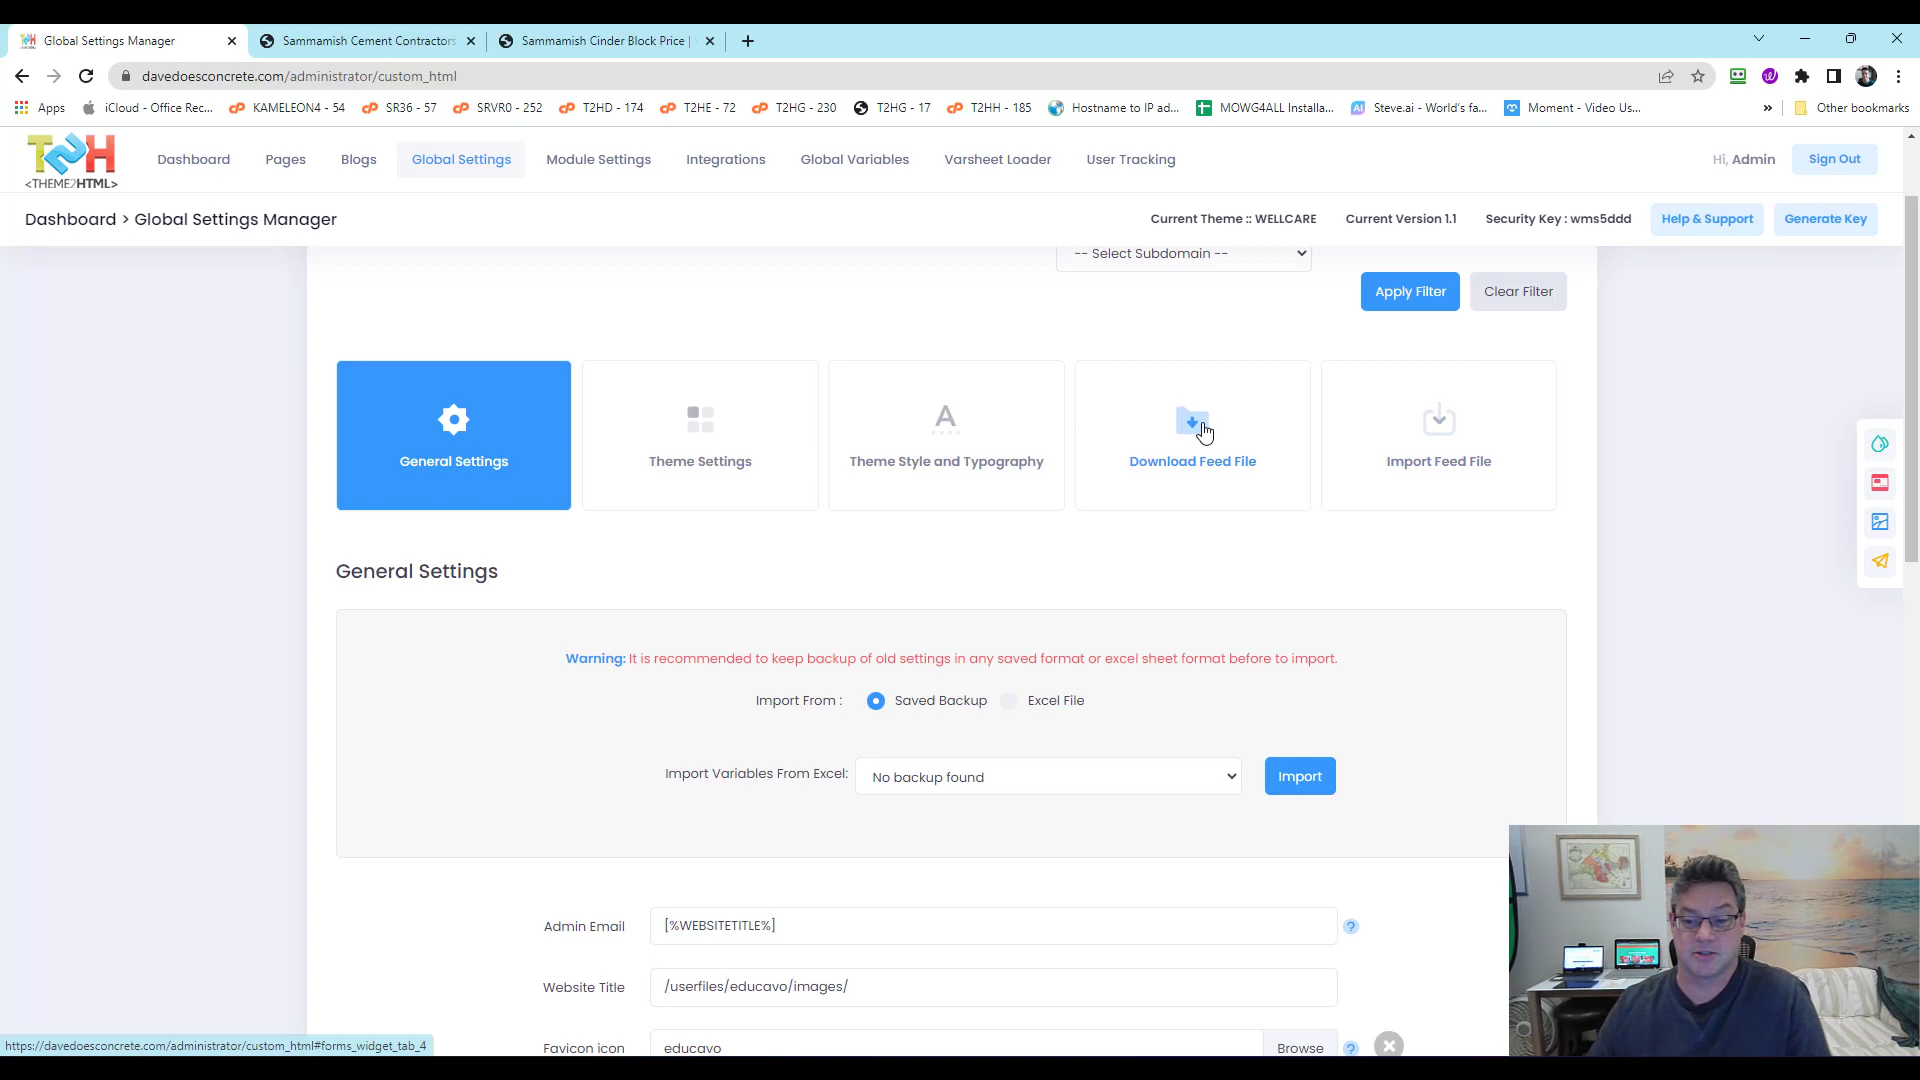 Global Settings Manager
Sammamish Cement Contractors
Sammamish Cinder Block Price |
davedoesconcrete.com/administrator/custom_html
Apps
iCloud - Office Rec...
KAMELEON4 - 54
SR36 - 57
SRVR0 - 252
T2HD - 174
T2HE - 72
T2HG - 230
T2HG - 17
T2HH - 185
Hostname to IP ad...
MOWG4ALL Installa...
Steve.ai - World's fa...
Moment - Video Us...
»
Other bookmarks
T2H
<THEME2HTML>
Dashboard
Pages
Blogs
Global Settings
Module Settings
Integrations
Global Variables
Varsheet Loader
User Tracking
Hi, Admin
Sign Out
Dashboard > Global Settings Manager
Current Theme :: WELLCARE
Current Version 1.1
Security Key : wms5ddd
Help & Support
Generate Key
-- Select Subdomain --
Apply Filter
Clear Filter
General Settings
Theme Settings
Theme Style and Typography
Download Feed File
Import Feed File
General Settings
Warning: It is recommended to keep backup of old settings in any saved format or excel sheet format before to import.
Import From :
Saved Backup
Excel File
Import Variables From Excel:
No backup found
Import
Admin Email
[%WEBSITETITLE%]
Website Title
/userfiles/educavo/images/
Favicon icon
educavo
Browse
https://davedoesconcrete.com/administrator/custom_html#forms_widget_tab_4